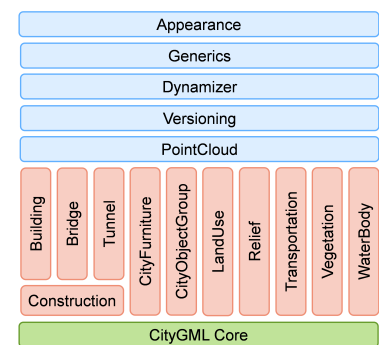 Appearance
Generics
Dynamizer
Versioning
PointCloud
Building
Bridge
Tunnel
CityFurniture
CityObjectGroup
LandUse
Relief
Transportation
Vegetation
WaterBody
Construction
CityGML Core